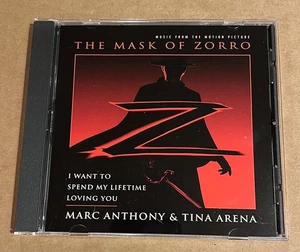 MUSIC FROM THE MOTION PICTURE
THE MASK OF ZORRO
Z
I WANT TO
SPEND MY LIFETIME
LOVING YOU
MARC ANTHONY & TINA ARENA